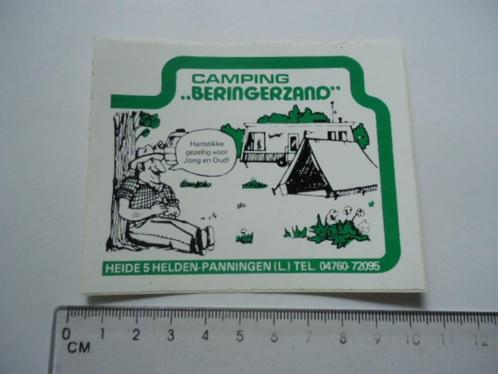 CAMPING
„BERINGERZAND"
Hartstikke
gezellig voor
Jong en Oud!
HEIDE 5 HELDEN-PANNINGEN (L.) TEL. 04760-72095
0 1 2 3 4 5 6 7 8 9 10 11 12
CM